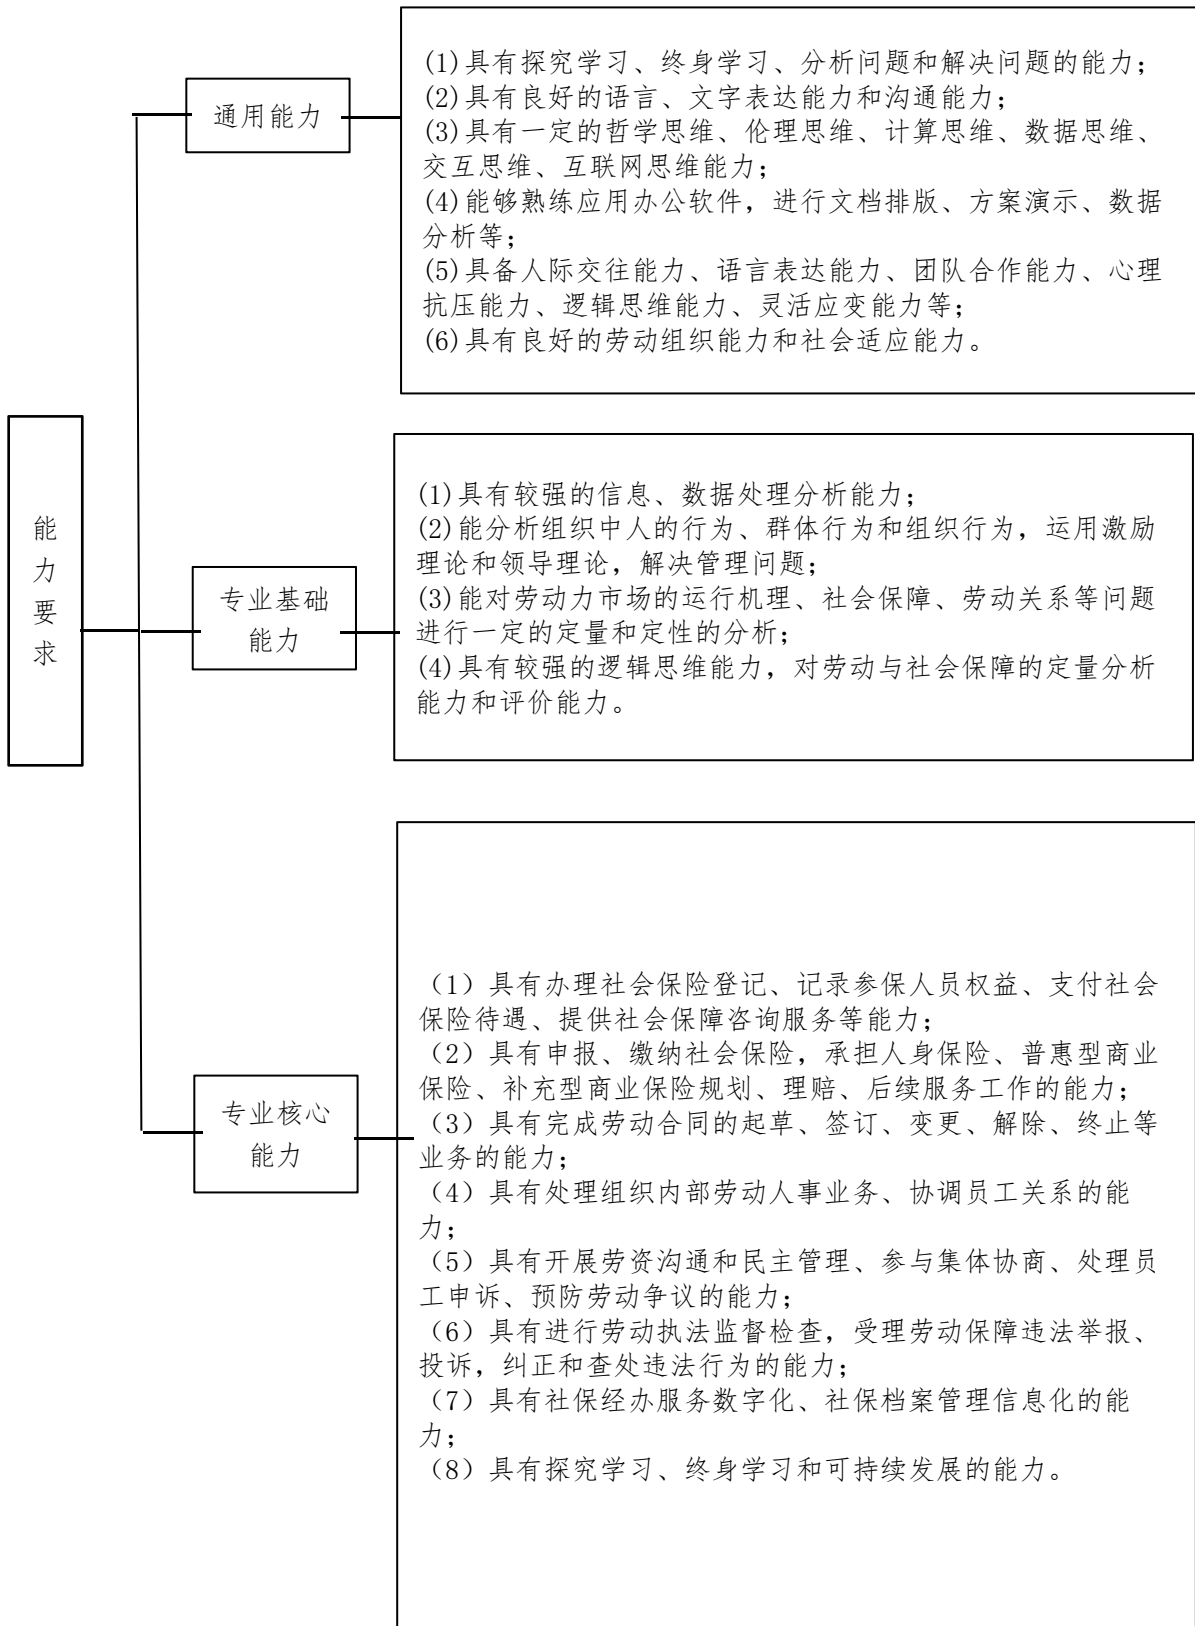 能
力
要
求
通用能力
(1)具有探究学习、终身学习、分析问题和解决问题的能力；
(2)具有良好的语言、文字表达能力和沟通能力；
(3)具有一定的哲学思维、伦理思维、计算思维、数据思维、
交互思维、互联网思维能力；
(4)能够熟练应用办公软件，进行文档排版、方案演示、数据
分析等；
(5)具备人际交往能力、语言表达能力、团队合作能力、心理
抗压能力、逻辑思维能力、灵活应变能力等；
(6)具有良好的劳动组织能力和社会适应能力。
专业基础
能力
(1)具有较强的信息、数据处理分析能力；
(2)能分析组织中人的行为、群体行为和组织行为，运用激励
理论和领导理论，解决管理问题；
(3)能对劳动力市场的运行机理、社会保障、劳动关系等问题
进行一定的定量和定性的分析；
(4)具有较强的逻辑思维能力，对劳动与社会保障的定量分析
能力和评价能力。
专业核心
能力
（1）具有办理社会保险登记、记录参保人员权益、支付社会
保险待遇、提供社会保障咨询服务等能力；
（2）具有申报、缴纳社会保险，承担人身保险、普惠型商业
保险、补充型商业保险规划、理赔、后续服务工作的能力；
（3）具有完成劳动合同的起草、签订、变更、解除、终止等
业务的能力；
（4）具有处理组织内部劳动人事业务、协调员工关系的能
力；
（5）具有开展劳资沟通和民主管理、参与集体协商、处理员
工申诉、预防劳动争议的能力；
（6）具有进行劳动执法监督检查，受理劳动保障违法举报、
投诉，纠正和查处违法行为的能力；
（7）具有社保经办服务数字化、社保档案管理信息化的能
力；
（8）具有探究学习、终身学习和可持续发展的能力。